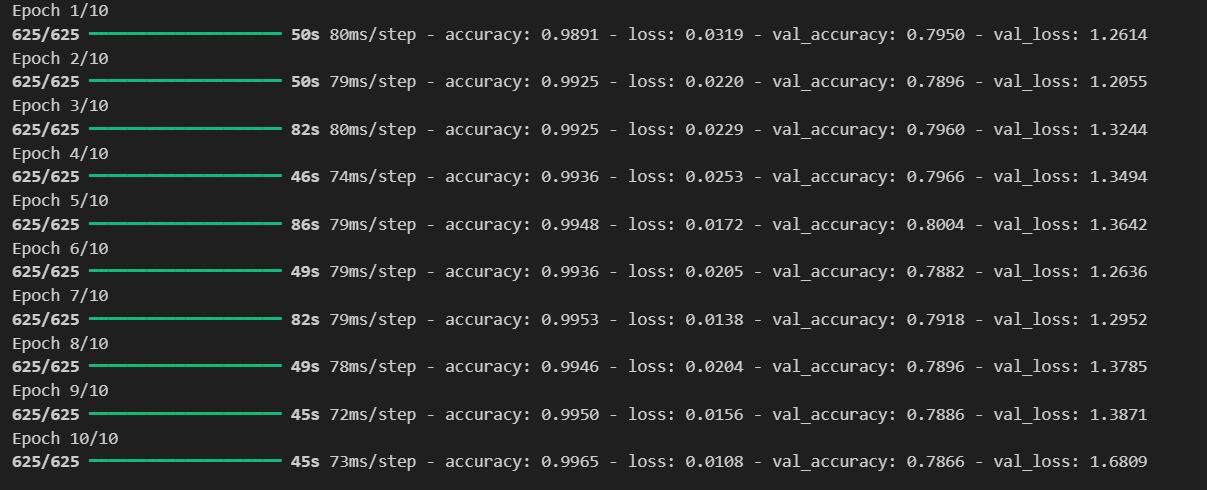 Epoch 1/10
625/625 ━━━━━━━━━━━━━━━━━━━━ 50s 80ms/step - accuracy: 0.9891 - loss: 0.0319 - val_accuracy: 0.7950 - val_loss: 1.2614
Epoch 2/10
625/625 ━━━━━━━━━━━━━━━━━━━━ 50s 79ms/step - accuracy: 0.9925 - loss: 0.0220 - val_accuracy: 0.7896 - val_loss: 1.2055
Epoch 3/10
625/625 ━━━━━━━━━━━━━━━━━━━━ 82s 80ms/step - accuracy: 0.9925 - loss: 0.0229 - val_accuracy: 0.7960 - val_loss: 1.3244
Epoch 4/10
625/625 ━━━━━━━━━━━━━━━━━━━━ 46s 74ms/step - accuracy: 0.9936 - loss: 0.0253 - val_accuracy: 0.7966 - val_loss: 1.3494
Epoch 5/10
625/625 ━━━━━━━━━━━━━━━━━━━━ 86s 79ms/step - accuracy: 0.9948 - loss: 0.0172 - val_accuracy: 0.8004 - val_loss: 1.3642
Epoch 6/10
625/625 ━━━━━━━━━━━━━━━━━━━━ 49s 79ms/step - accuracy: 0.9936 - loss: 0.0205 - val_accuracy: 0.7882 - val_loss: 1.2636
Epoch 7/10
625/625 ━━━━━━━━━━━━━━━━━━━━ 82s 79ms/step - accuracy: 0.9953 - loss: 0.0138 - val_accuracy: 0.7918 - val_loss: 1.2952
Epoch 8/10
625/625 ━━━━━━━━━━━━━━━━━━━━ 49s 78ms/step - accuracy: 0.9946 - loss: 0.0204 - val_accuracy: 0.7896 - val_loss: 1.3785
Epoch 9/10
625/625 ━━━━━━━━━━━━━━━━━━━━ 45s 72ms/step - accuracy: 0.9950 - loss: 0.0156 - val_accuracy: 0.7886 - val_loss: 1.3871
Epoch 10/10
625/625 ━━━━━━━━━━━━━━━━━━━━ 45s 73ms/step - accuracy: 0.9965 - loss: 0.0108 - val_accuracy: 0.7866 - val_loss: 1.6809